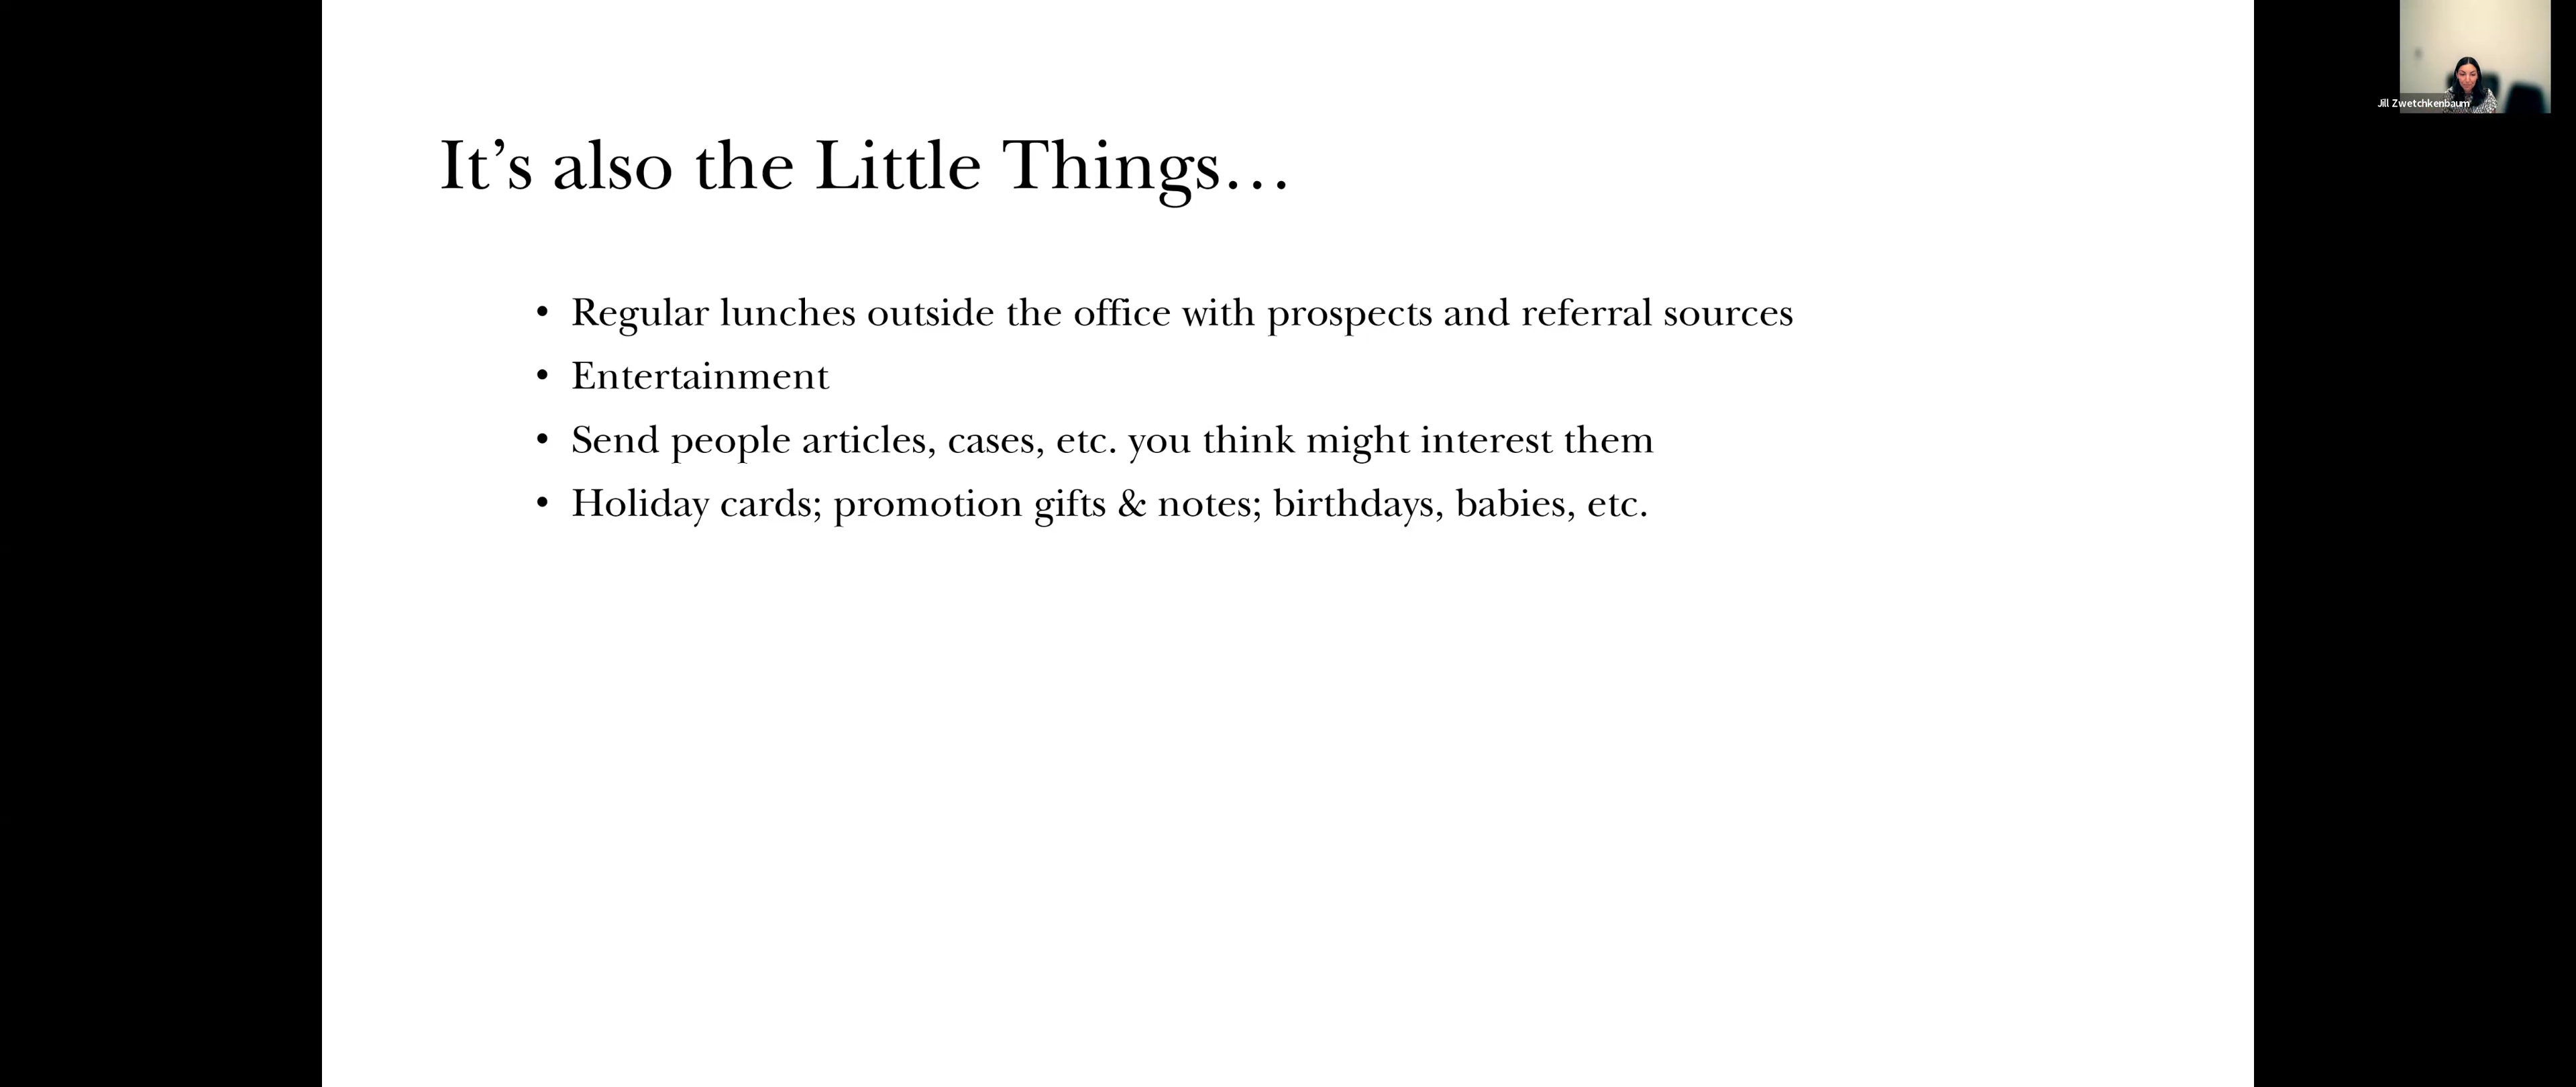 It’s also the Little Things…
• Regular lunches outside the office with prospects and referral sources
• Entertainment
• Send people articles, cases, etc. you think might interest them
• Holiday cards; promotion gifts & notes; birthdays, babies, etc.
Jill Zwetchkenbaum